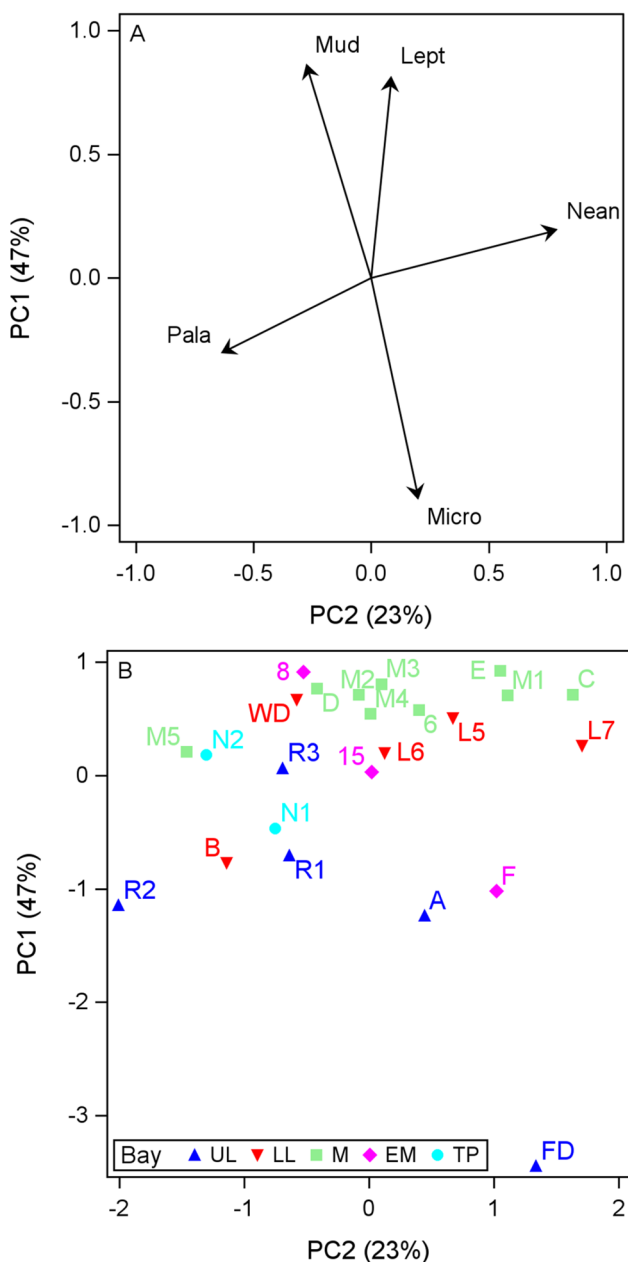 1.0
A
Mud
Lept
0.5
Nean
PC1 (47%)
0.0
Pala
-0.5
Micro
-1.0
-1.0 -0.5 0.0 0.5 1.0
PC2 (23%)
1
B
8
D
M2
M3
M4
6
E
M1
C
WD
L5
L7
M5
N2
R3
15
L6
0
N1
B
R1
R2
A
F
-1
PC1 (47%)
-2
-3
FD
Bay UL LL M EM TP
-2 -1 0 1 2
PC2 (23%)